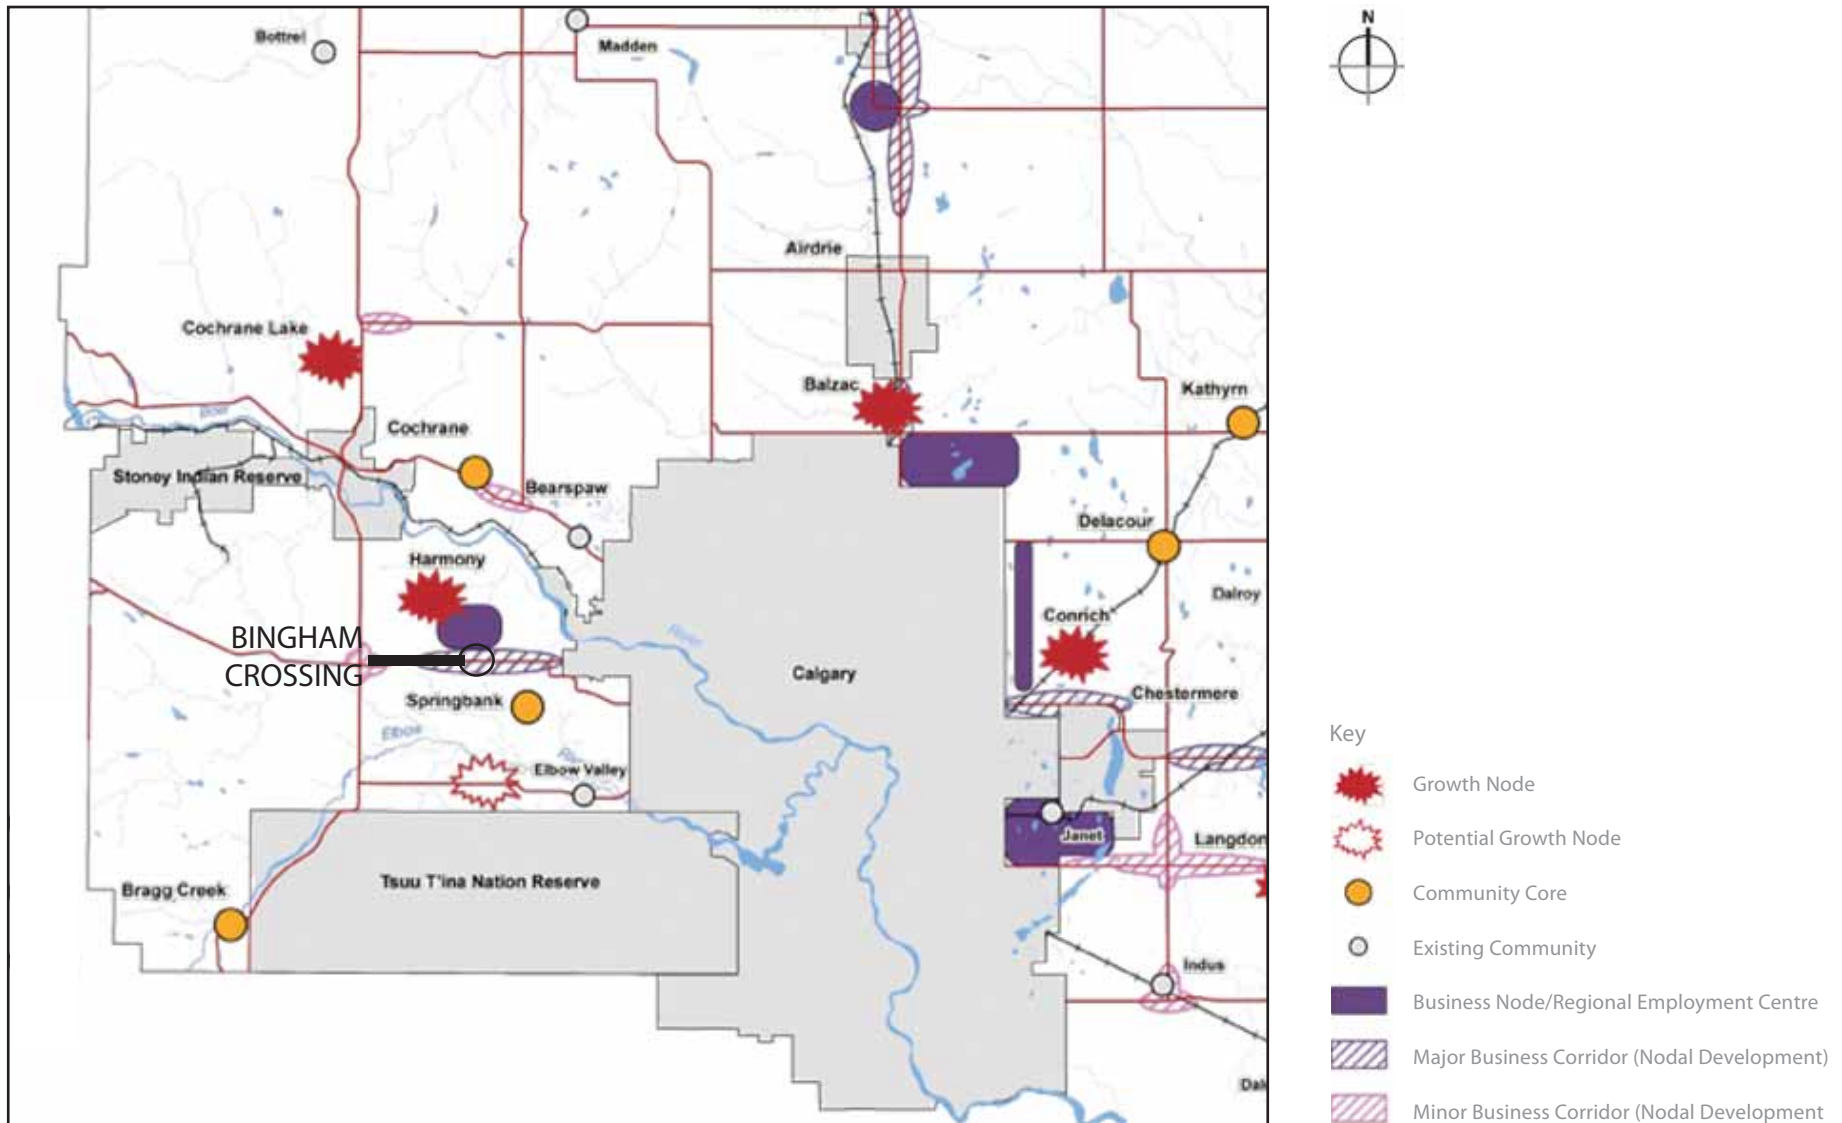 N
Bottrel
Madden
Airdrie
Cochrane Lake
Balzac
Kathyrn
Cochrane
Stoney Indian Reserve
Bearspaw
Delacour
Harmony
Dalroy
Conrich
BINGHAM
CROSSING
Calgary
River
Chestermere
Springbank
Elbow
Elbow Valley
Janet
Langdon
Tsuu T'ina Nation Reserve
Bragg Creek
Indus
Key
Growth Node
Potential Growth Node
Community Core
Existing Community
Business Node/Regional Employment Centre
Major Business Corridor (Nodal Development)
Minor Business Corridor (Nodal Development